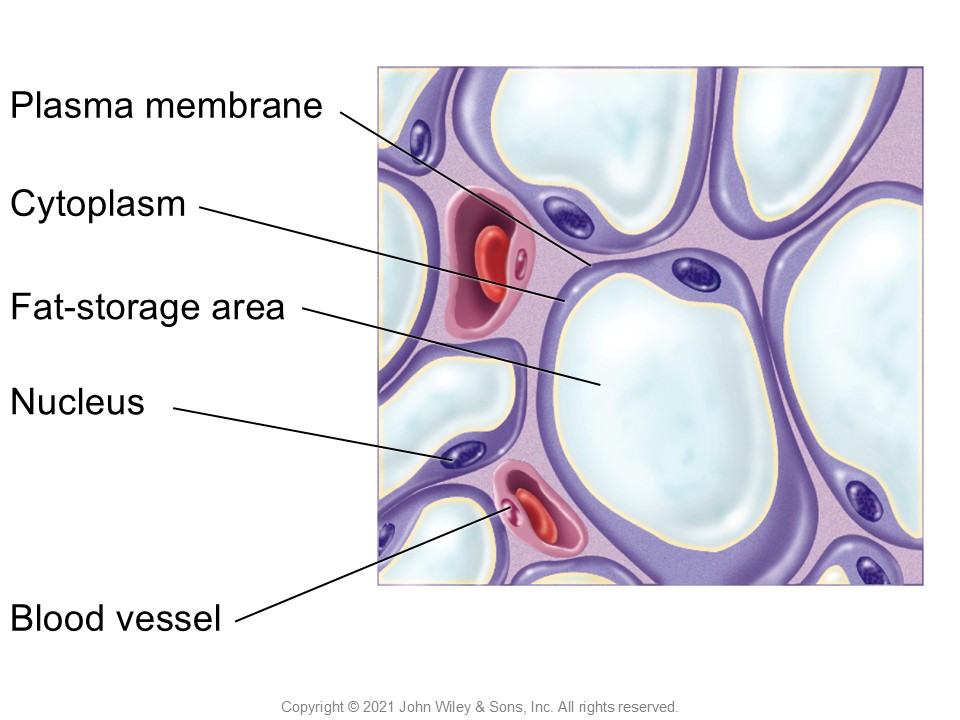 Plasma membrane
Cytoplasm
Fat-storage area
Nucleus
Blood vessel
Copyright © 2021 John Wiley & Sons, Inc. All rights reserved.